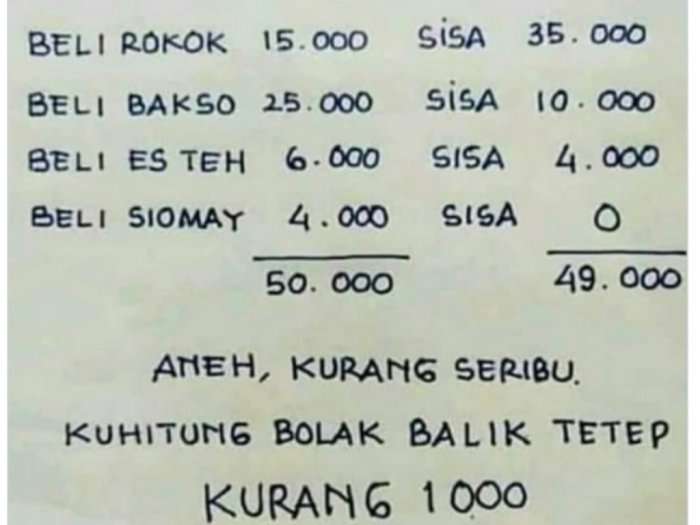 BELI ROKOK 15.000 SISA 35.000
BELI BAKSO 25.000 SISA 10.000
BELI ES TEH 6.000 SISA 4.000
BELI SIOMAY 4.000 SISA 0
50.000 49.000
ANEH, KURANG SERIBU.
KUHITUNG BOLAK BALIK TETEP
KURANG 1000